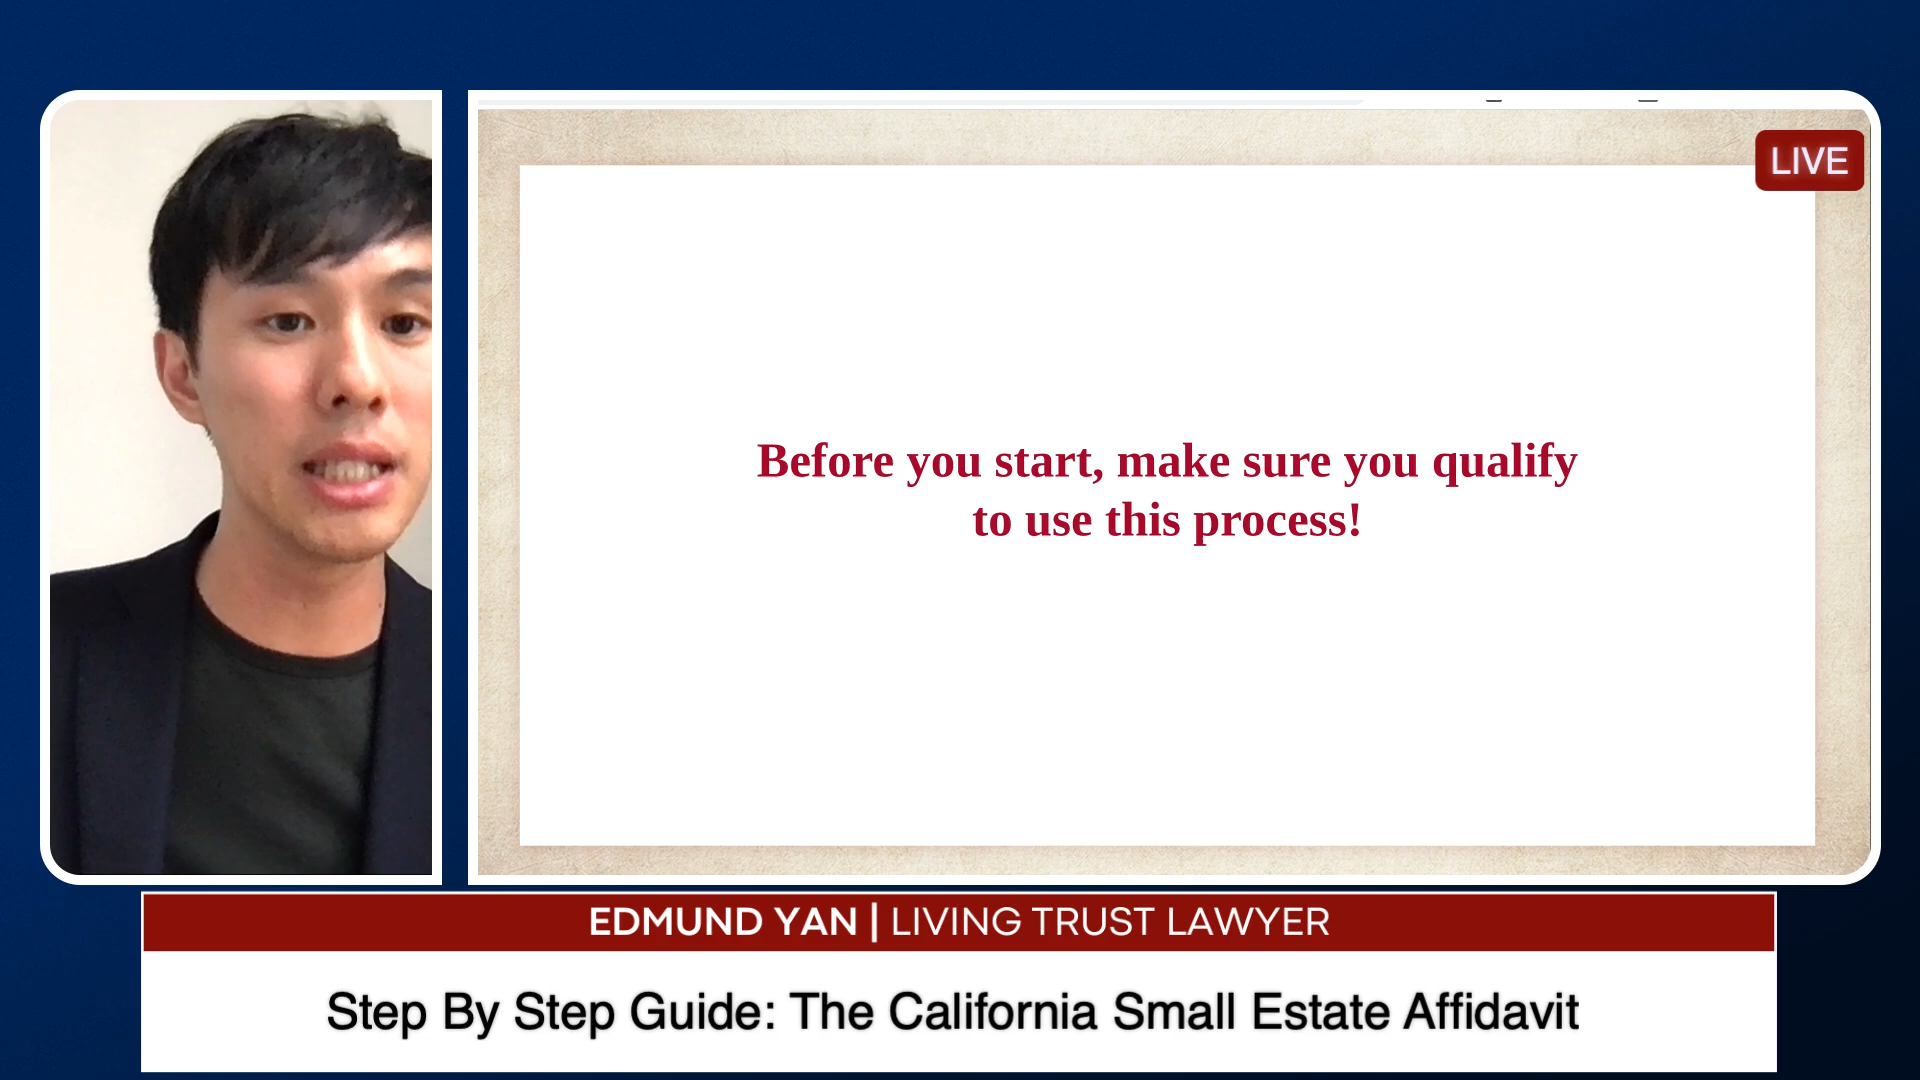 LIVE
Before you start, make sure you qualify
to use this process!
EDMUND YAN | LIVING TRUST LAWYER
Step By Step Guide: The California Small Estate Affidavit